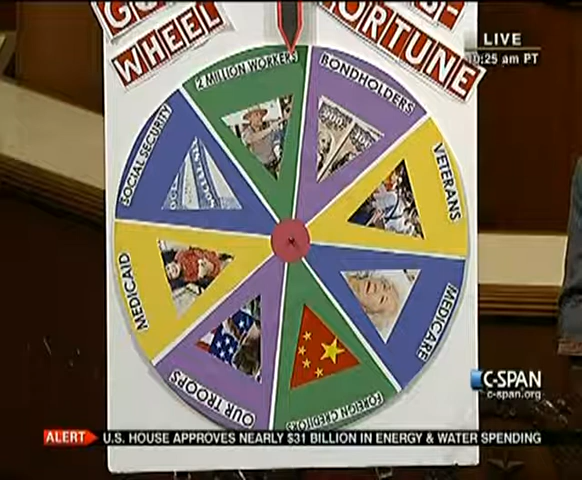 WHEEL
FORTUNE
LIVE
10:25 am PT
2 MILLION WORKERS
BONDHOLDERS
SOCIAL SECURITY
VETERANS
MEDICAID
MEDICARE
OUR TROOPS
FOREIGN CREDITORS
C-SPAN
c-span.org
ALERT U.S. HOUSE APPROVES NEARLY $31 BILLION IN ENERGY & WATER SPENDING